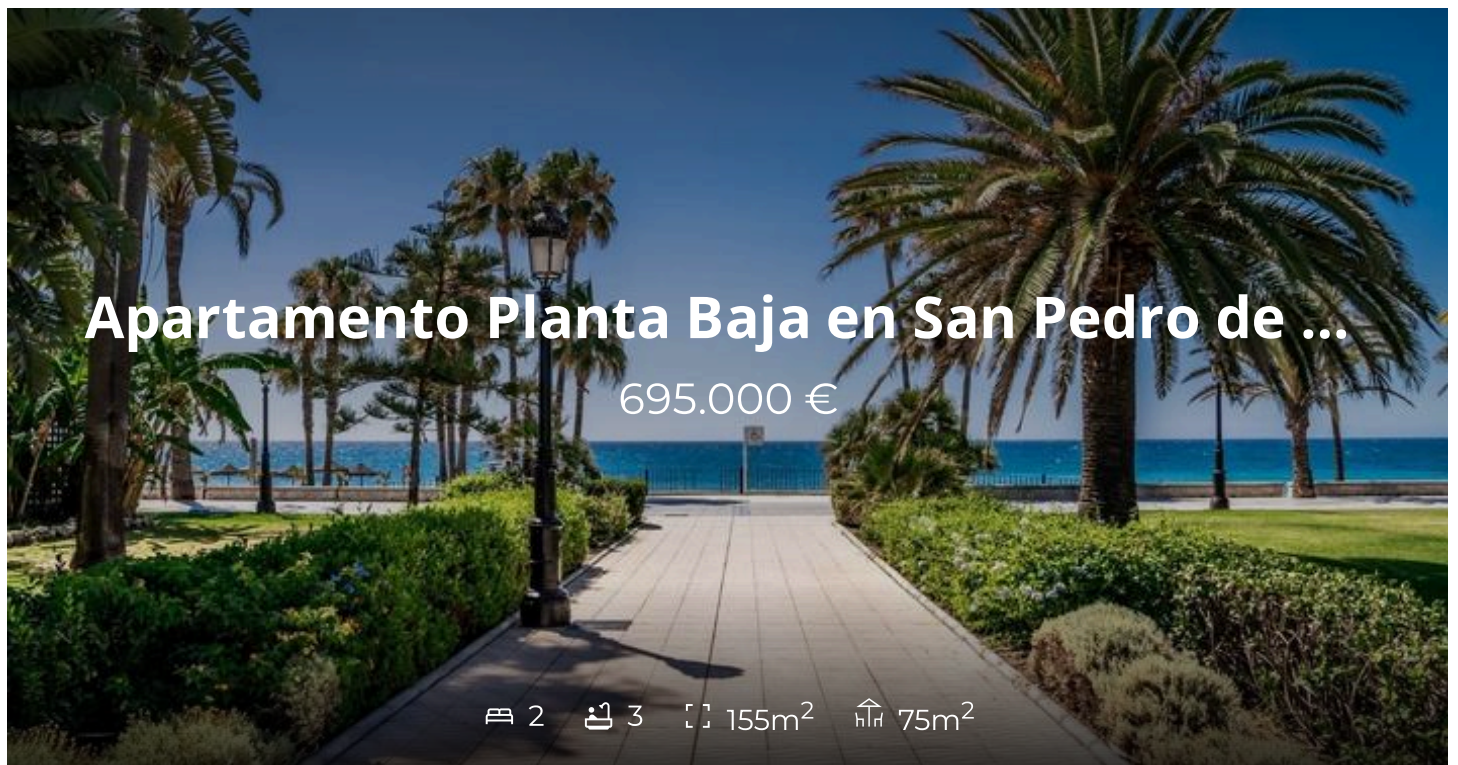 Apartamento Planta Baja en San Pedro de ...
695.000 €
2 3 155m² 75m²